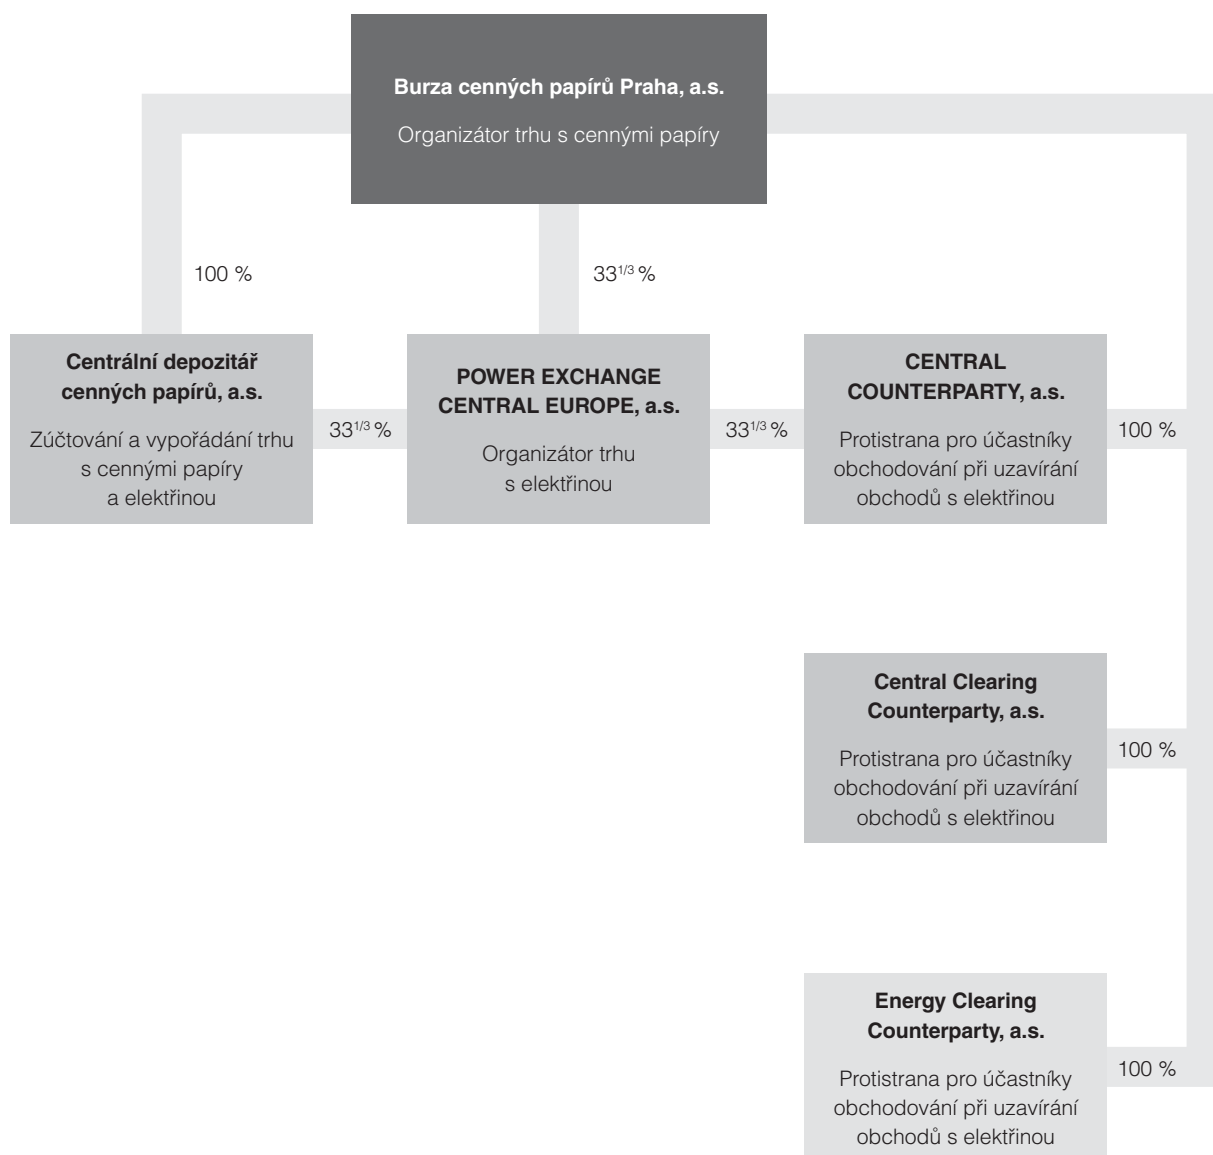 Burza cenných papírů Praha, a.s.
Organizátor trhu s cennými papíry
100 %
33 1/3 %
Centrální depozitář
cenných papírů, a.s.
Zúčtování a vypořádání trhu
s cennými papíry
a elektřinou
33 1/3 %
POWER EXCHANGE
CENTRAL EUROPE, a.s.
Organizátor trhu
s elektřinou
33 1/3 %
CENTRAL
COUNTERPARTY, a.s.
Protistrana pro účastníky
obchodování při uzavírání
obchodů s elektřinou
100 %
Central Clearing
Counterparty, a.s.
Protistrana pro účastníky
obchodování při uzavírání
obchodů s elektřinou
100 %
Energy Clearing
Counterparty, a.s.
Protistrana pro účastníky
obchodování při uzavírání
obchodů s elektřinou
100 %